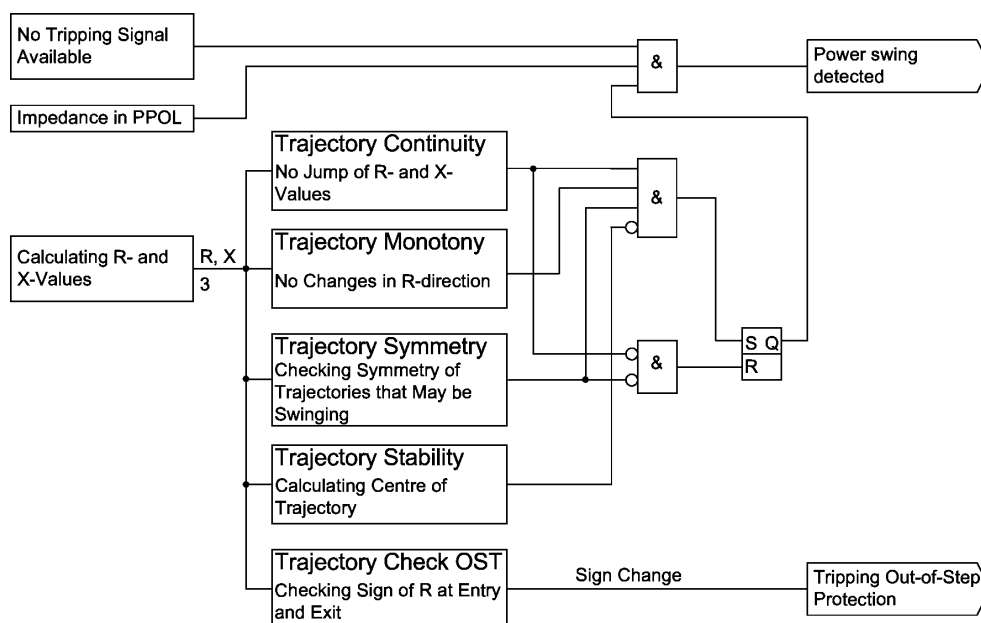 No Tripping Signal
Available
&
Power swing
detected
Impedance in PPOL
Trajectory Continuity
No Jump of R- and X-
Values
&
Trajectory Monotony
No Changes in R-direction
Calculating R- and
X-Values
R, X
3
Trajectory Symmetry
Checking Symmetry of
Trajectories that May be
Swinging
&
S Q
R
Trajectory Stability
Calculating Centre of
Trajectory
Trajectory Check OST
Checking Sign of R at Entry
and Exit
Sign Change
Tripping Out-of-Step
Protection